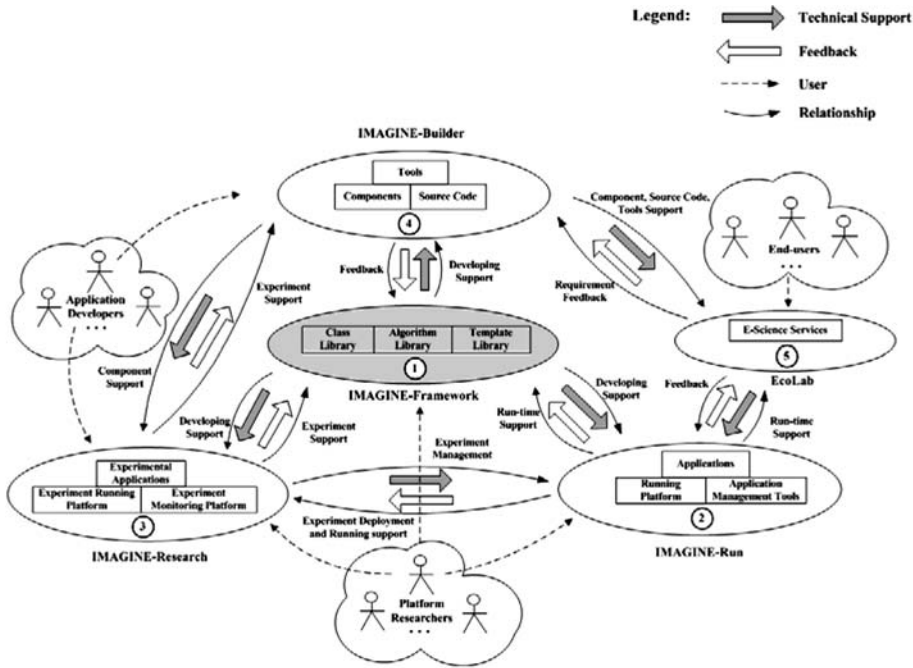 Legend:
Technical Support
Feedback
User
Relationship
IMAGINE-Builder
Tools
Components
Source Code
4
Component, Source Code,
Tools Support
End-users
...
Feedback
Developing
Support
Requirement
Feedback
Application
Developers
...
Experiment
Support
Component
Support
Class
Library
Algorithm
Library
Template
Library
1
IMAGINE-Framework
E-Science Services
5
EcoLab
Developing
Support
Experiment
Support
Run-time
Support
Developing
Support
Feedback
Run-time
Support
Experiment
Management
Experimental
Applications
Experiment Running
Platform
Experiment
Monitoring Platform
3
IMAGINE-Research
Experiment Deployment
and Running support
Applications
Running
Platform
Application
Management Tools
2
IMAGINE-Run
Platform
Researchers
...